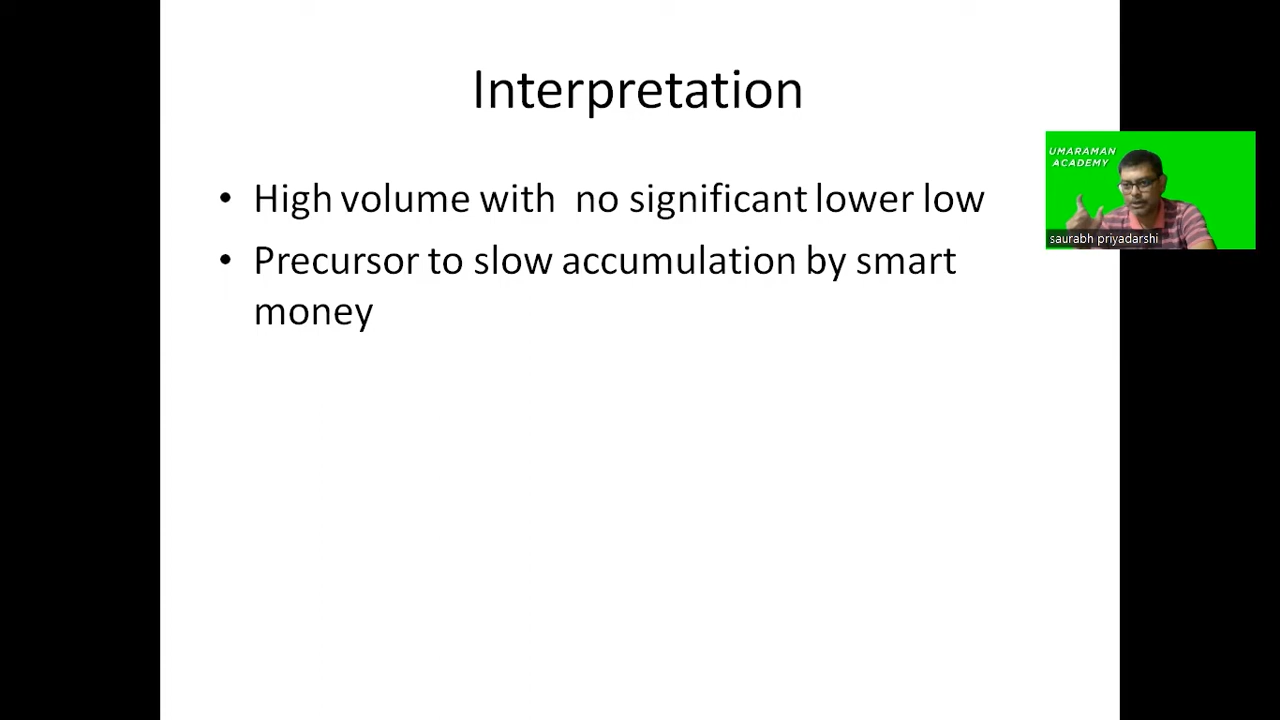 Interpretation
• High volume with  no significant lower low
• Precursor to slow accumulation by smart
money
UMARAMAN
ACADEMY
saurabh priyadarshi